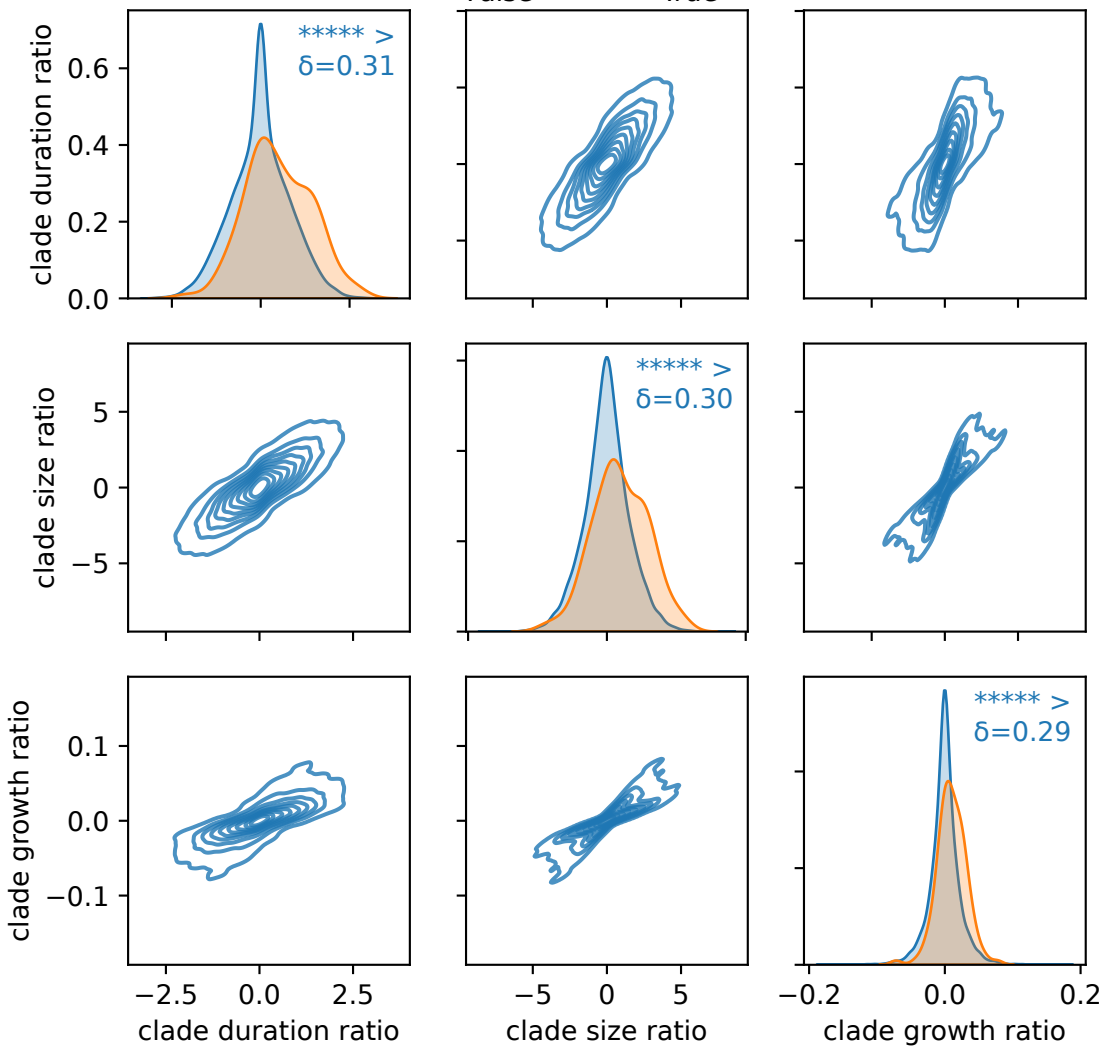 clade duration ratio
0.6
0.4
0.2
0.0
***** >
δ=0.31
clade size ratio
5
0
−5
***** >
δ=0.30
clade growth ratio
0.1
0.0
−0.1
***** >
δ=0.29
−2.5 0.0 2.5
−5 0 5
−0.2 0.0 0.2
clade duration ratio
clade size ratio
clade growth ratio